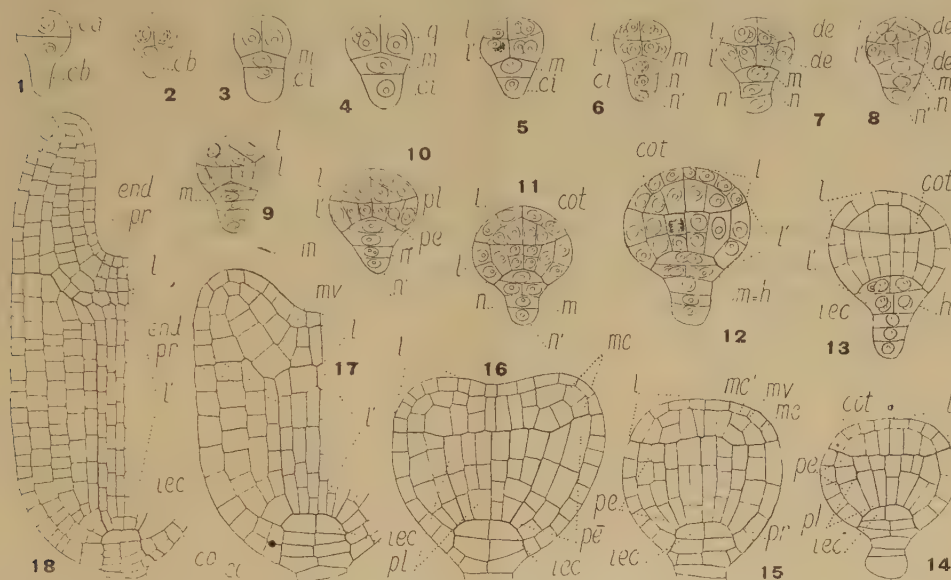 ca
cb
1
cb
2
m
ci
3
q
m
ci
4
l
l'
m
ci
5
l
l'
m
ci
n
n'
6
de
l
l'
de
m
n'
n
7
de
de
m
n
n'
8
l
l
m
9
10
l
l'
pl
pe
m
n
n'
11
l
cot
l
n
m
n'
cot
l
l'
m=h
12
l
cot
l
iec
h
13
cot
l
pe
pl
iec
14
l
mc'
mv
mc
pe
iec
pr
15
16
l
mc
iec
pl
pe
iec
mv
17
l
l'
iec
co
end
pr
l
end
pr
l'
iec
18